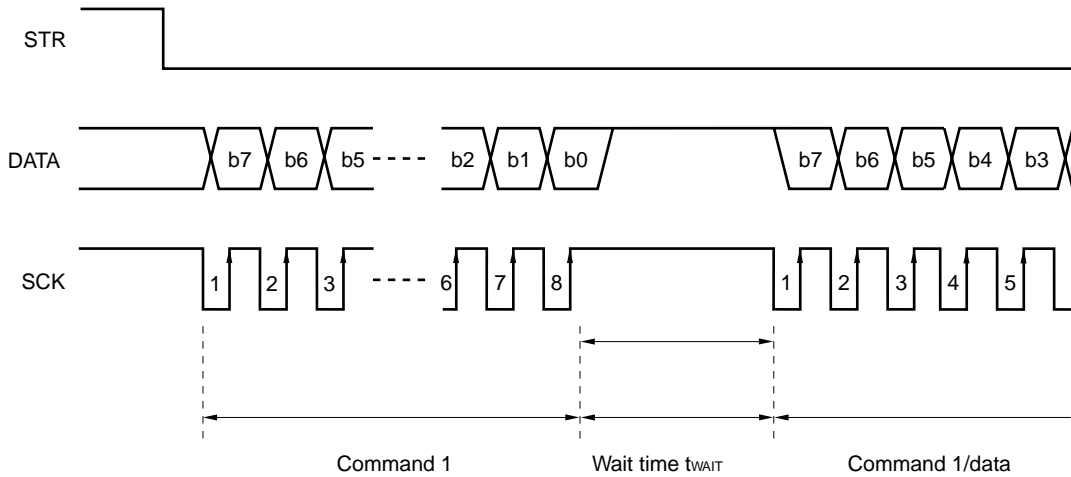 STR
DATA
b7 b6 b5 b2 b1 b0 b7 b6 b5 b4 b3
SCK
1 2 3 6 7 8 1 2 3 4 5
Command 1 Wait time tWAIT Command 1/data